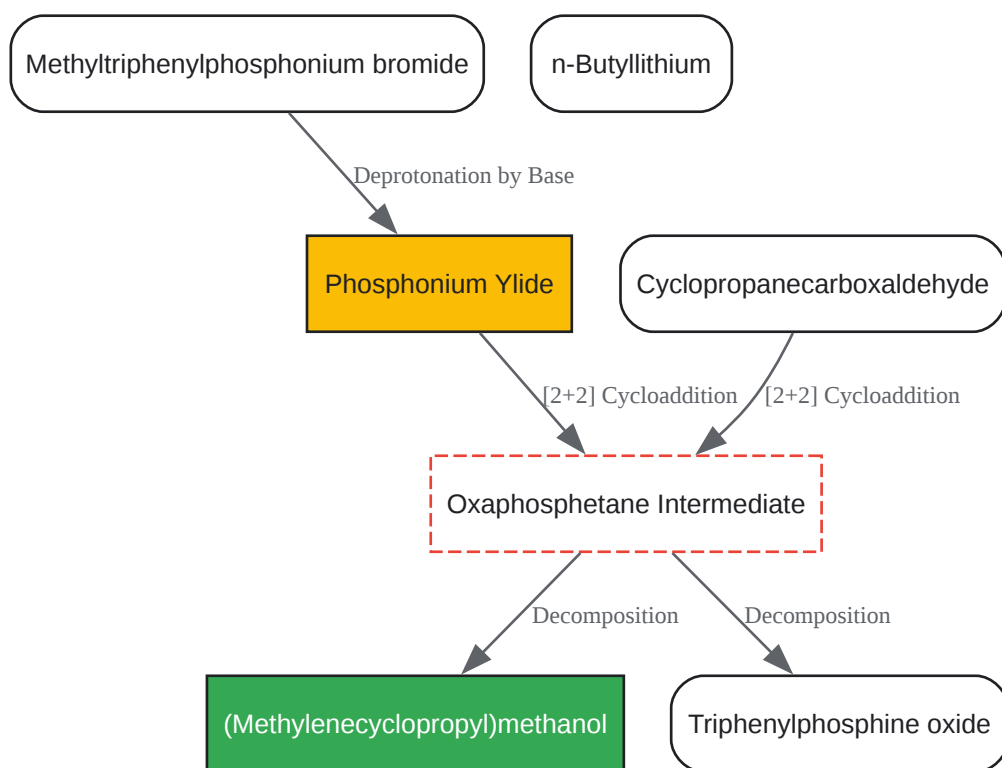 Methyltriphenylphosphonium bromide
n-Butyllithium
Deprotonation by Base
Phosphonium Ylide
Cyclopropanecarboxaldehyde
[2+2] Cycloaddition
[2+2] Cycloaddition
Oxaphosphetane Intermediate
Decomposition
Decomposition
(Methylenecyclopropyl)methanol
Triphenylphosphine oxide